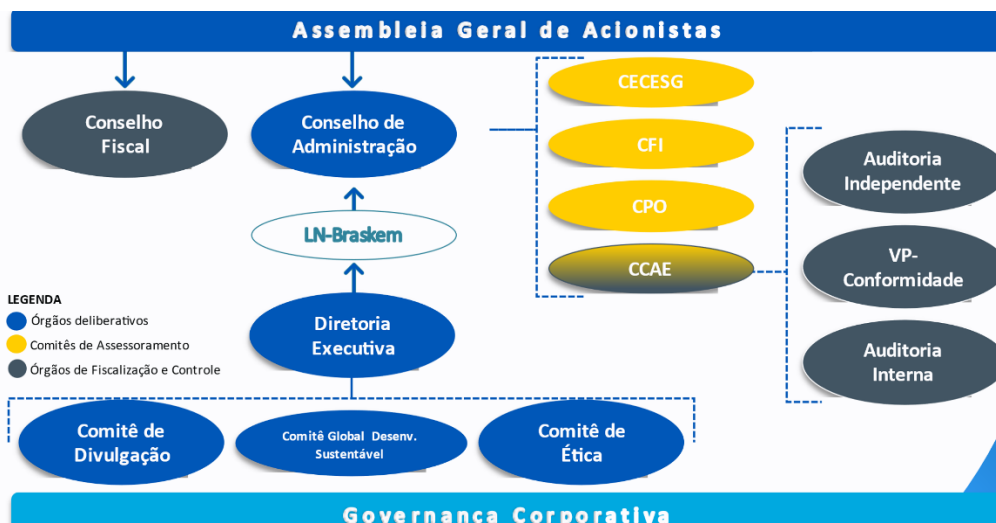 Assembleia Geral de Acionistas
Conselho
Fiscal
Conselho de
Administração
CECESG
CFI
CPO
CCAE
Auditoria
Independente
VP-
Conformidade
Auditoria
Interna
LN-Braskem
Diretoria
Executiva
LEGENDA
Órgãos deliberativos
Comitês de Assessoramento
Órgãos de Fiscalização e Controle
Comitê de
Divulgação
Comitê Global Desenv.
Sustentável
Comitê de
Ética
Governança Corporativa